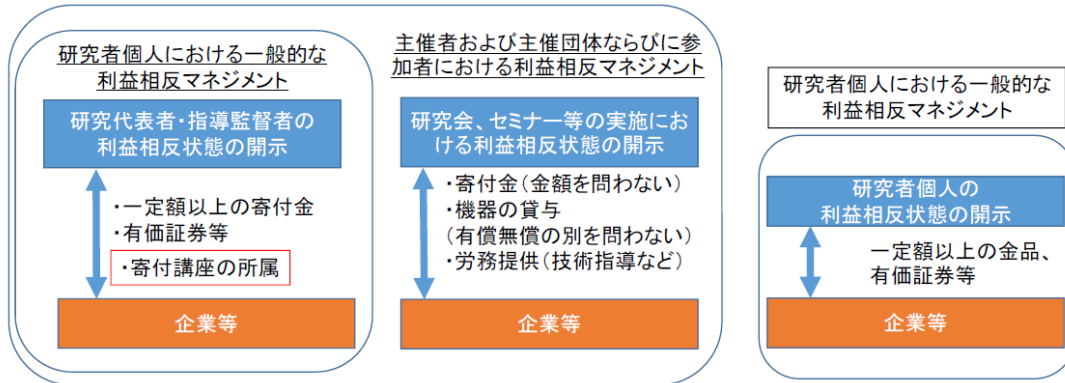 研究者個人における一般的な
利益相反マネジメント
研究代表者・指導監督者の
利益相反状態の開示
・一定額以上の寄付金
・有価証券等
・寄付講座の所属
企業等
主催者および主催団体ならびに参
加者における利益相反マネジメント
研究会、セミナー等の実施にお
ける利益相反状態の開示
・寄付金(金額を問わない)
・機器の貸与
(有償無償の別を問わない)
・労務提供(技術指導など)
企業等
研究者個人における一般的な
利益相反マネジメント
研究者個人の
利益相反状態の開示
一定額以上の金品、
有価証券等
企業等